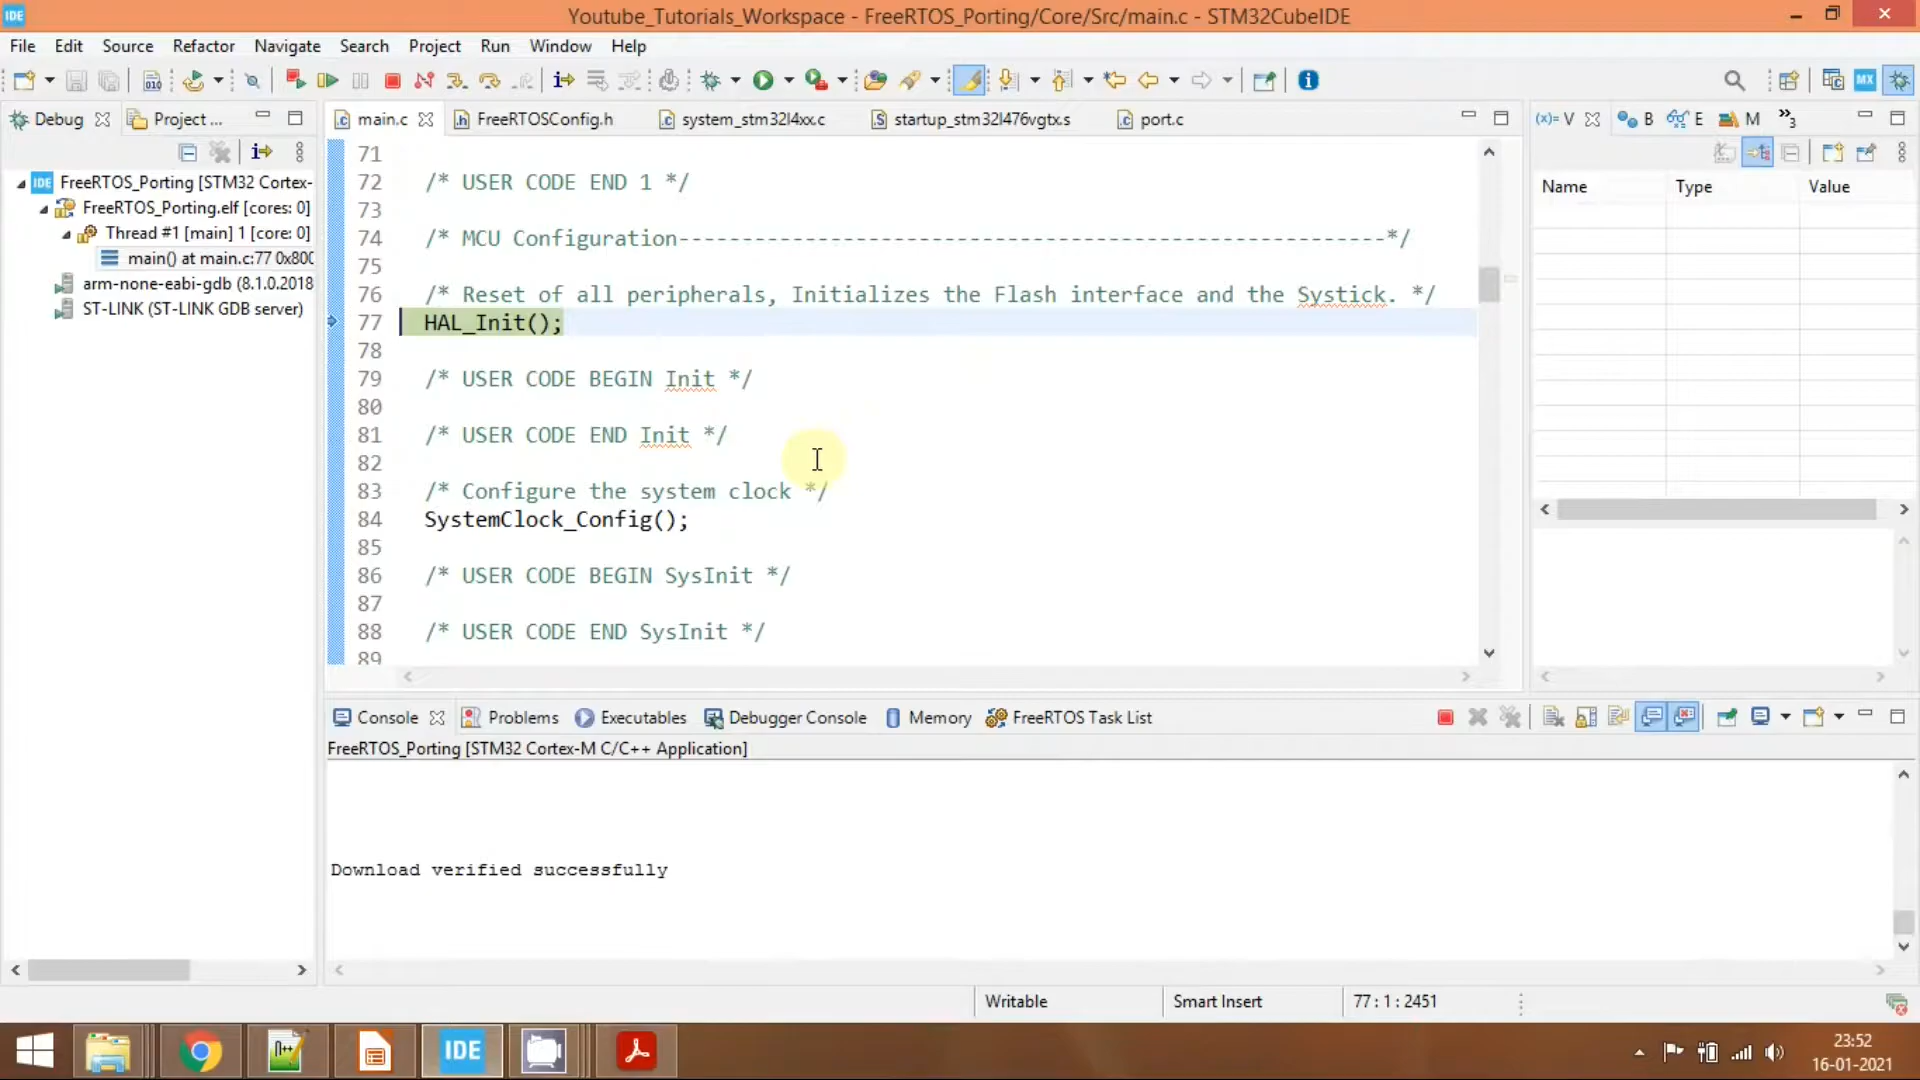 IDE
Youtube_Tutorials_Workspace - FreeRTOS_Porting/Core/Src/main.c - STM32CubeIDE
File Edit Source Refactor Navigate Search Project Run Window Help
010
MX
Debug Project ...
main.c FreeRTOSConfig.h system_stm32l4xx.c startup_stm32l476vgtx.s port.c
(x)= V B E M 3
IDE FreeRTOS_Porting [STM32 Cortex-
FreeRTOS_Porting.elf [cores: 0]
Thread #1 [main] 1 [core: 0]
main() at main.c:77 0x800
arm-none-eabi-gdb (8.1.0.2018
ST-LINK (ST-LINK GDB server)
71
72 /* USER CODE END 1 */
73
74 /* MCU Configuration--------------------------------------------------------*/
75
76 /* Reset of all peripherals, Initializes the Flash interface and the Systick. */
77 HAL_Init();
78
79 /* USER CODE BEGIN Init */
80
81 /* USER CODE END Init */
82
83 /* Configure the system clock */
84 SystemClock_Config();
85
86 /* USER CODE BEGIN SysInit */
87
88 /* USER CODE END SysInit */
89
Name Type Value
Console Problems Executables Debugger Console Memory FreeRTOS Task List
FreeRTOS_Porting [STM32 Cortex-M C/C++ Application]
Download verified successfully
Writable Smart Insert 77 : 1 : 2451
IDE
23:52
16-01-2021